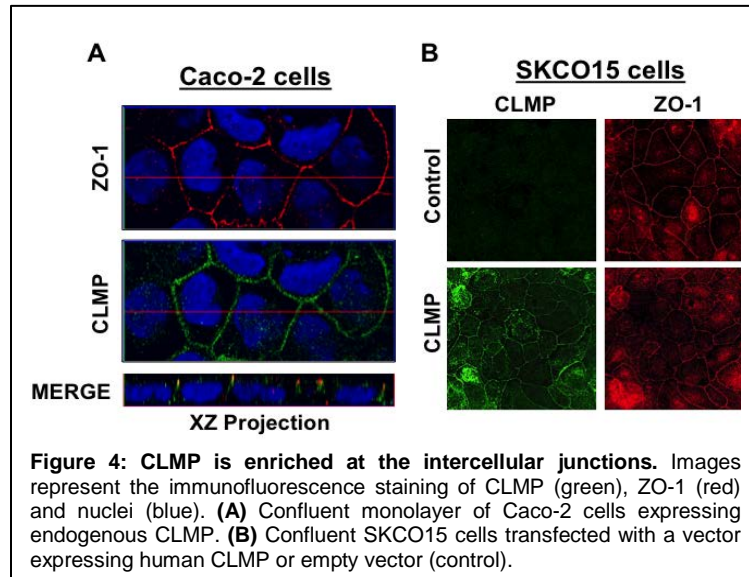 A
Caco-2 cells
ZO-1
CLMP
MERGE
XZ Projection
B
SKCO15 cells
CLMP ZO-1
Control
CLMP
Figure 4: CLMP is enriched at the intercellular junctions. Images
represent the immunofluorescence staining of CLMP (green), ZO-1 (red)
and nuclei (blue). (A) Confluent monolayer of Caco-2 cells expressing
endogenous CLMP. (B) Confluent SKCO15 cells transfected with a vector
expressing human CLMP or empty vector (control).